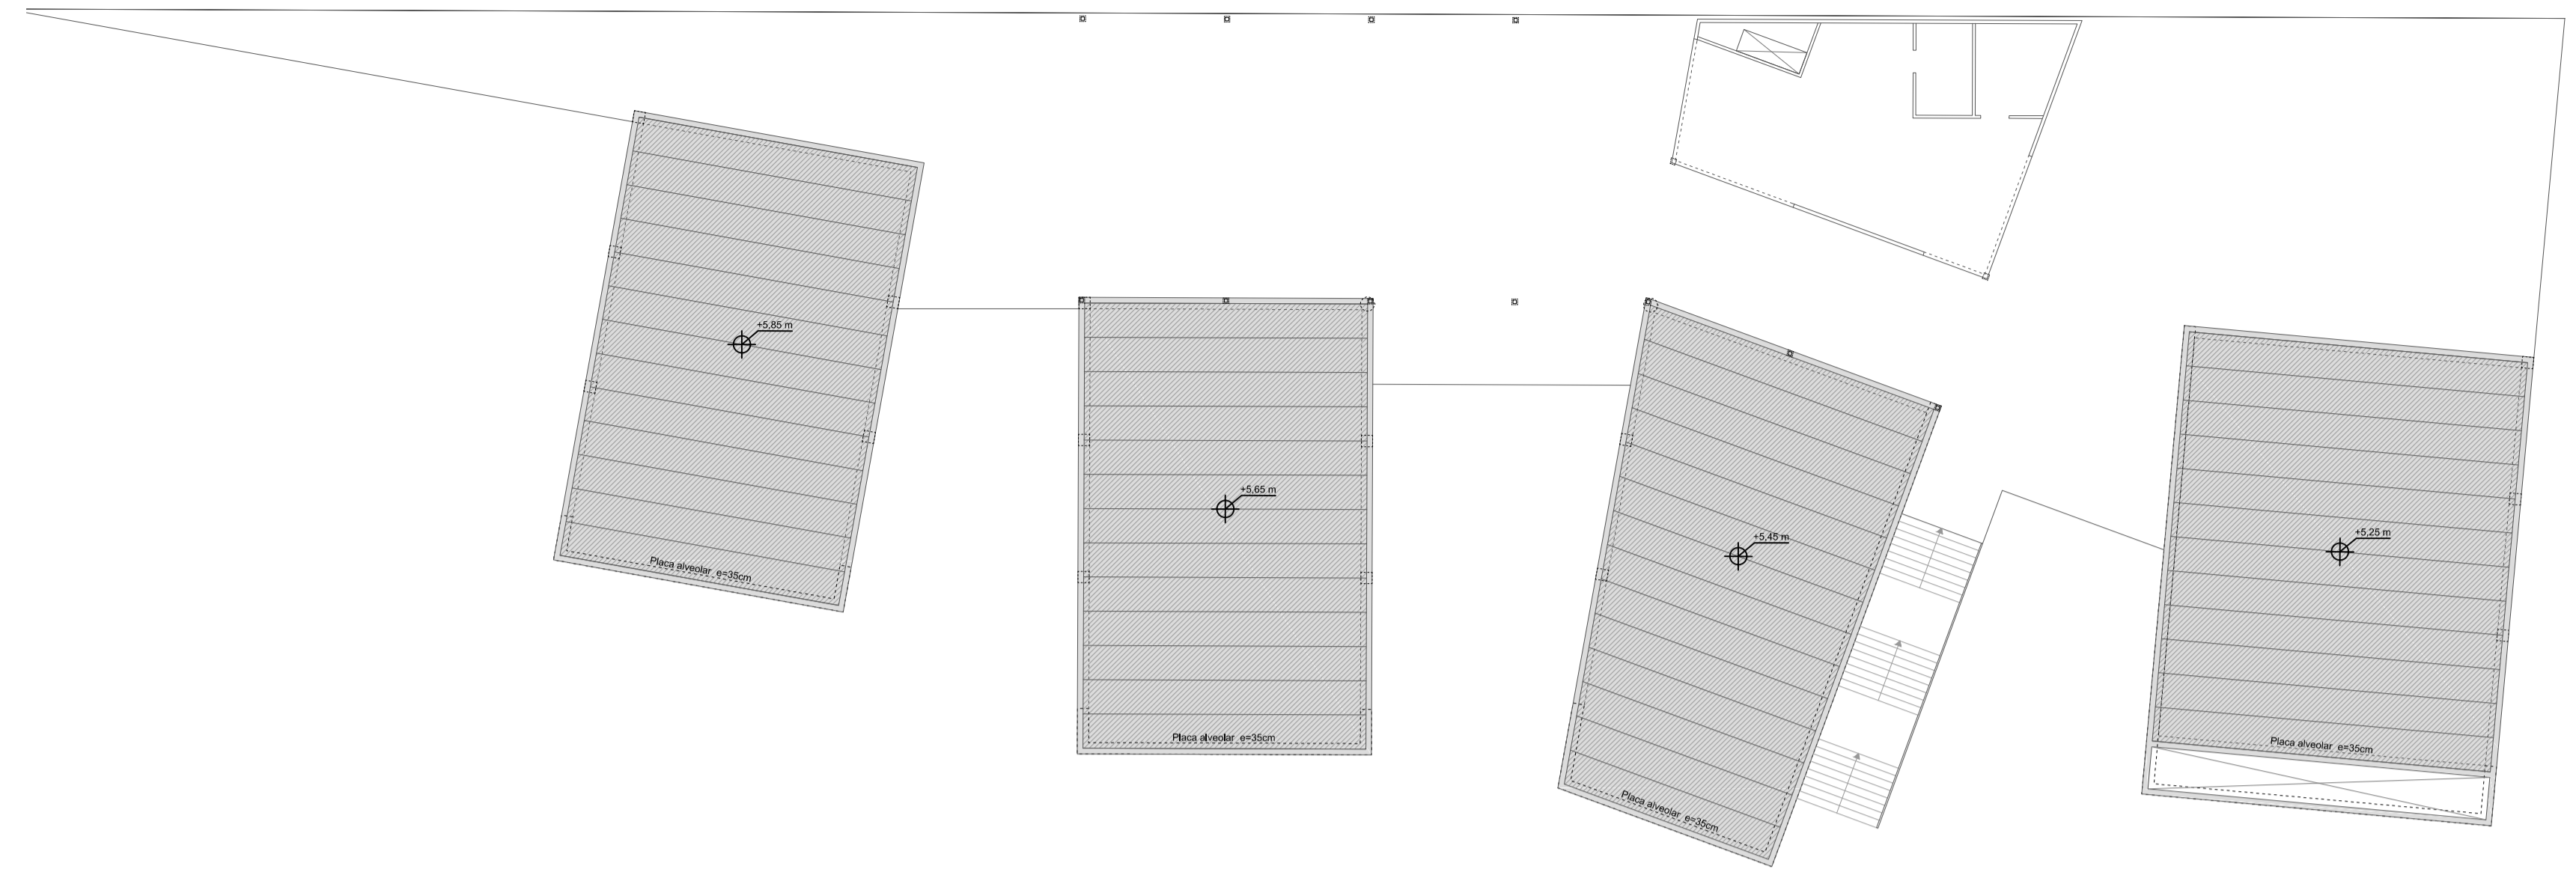 +5,85 m
+5,65 m
+5,45 m
+5,25 m
Placa alveolar e=35cm
Placa alveolar e=35cm
Placa alveolar e=35cm
Placa alveolar e=35cm